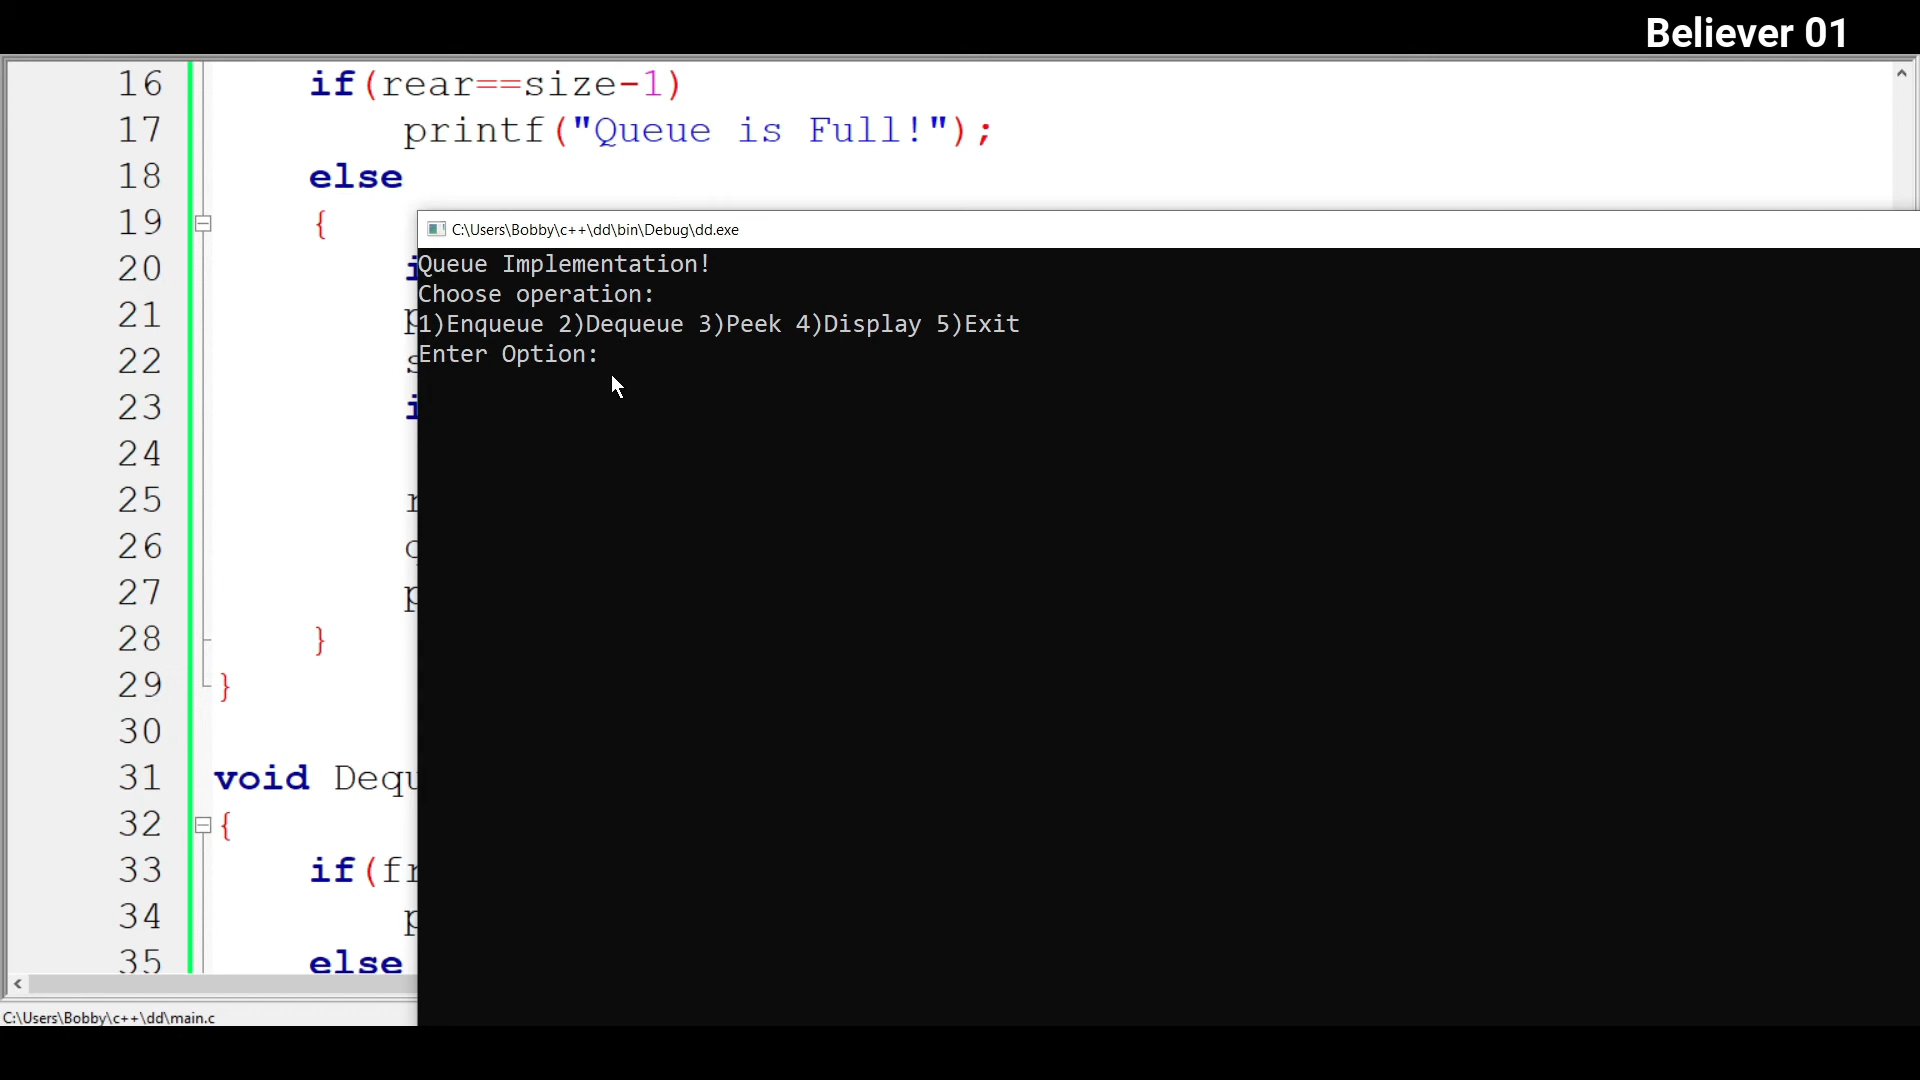 Believer 01
16 if(rear==size-1)
17 printf("Queue is Full!");
18 else
19 {
20
21
22
23
24
25
26
27
28 }
29 }
30
31 void
32 {
33 if(
34
35 else
C:\Users\Bobby\c++\dd\main.c
C:\Users\Bobby\c++\dd\bin\Debug\dd.exe
Queue Implementation!
Choose operation:
1)Enqueue 2)Dequeue 3)Peek 4)Display 5)Exit
Enter Option: